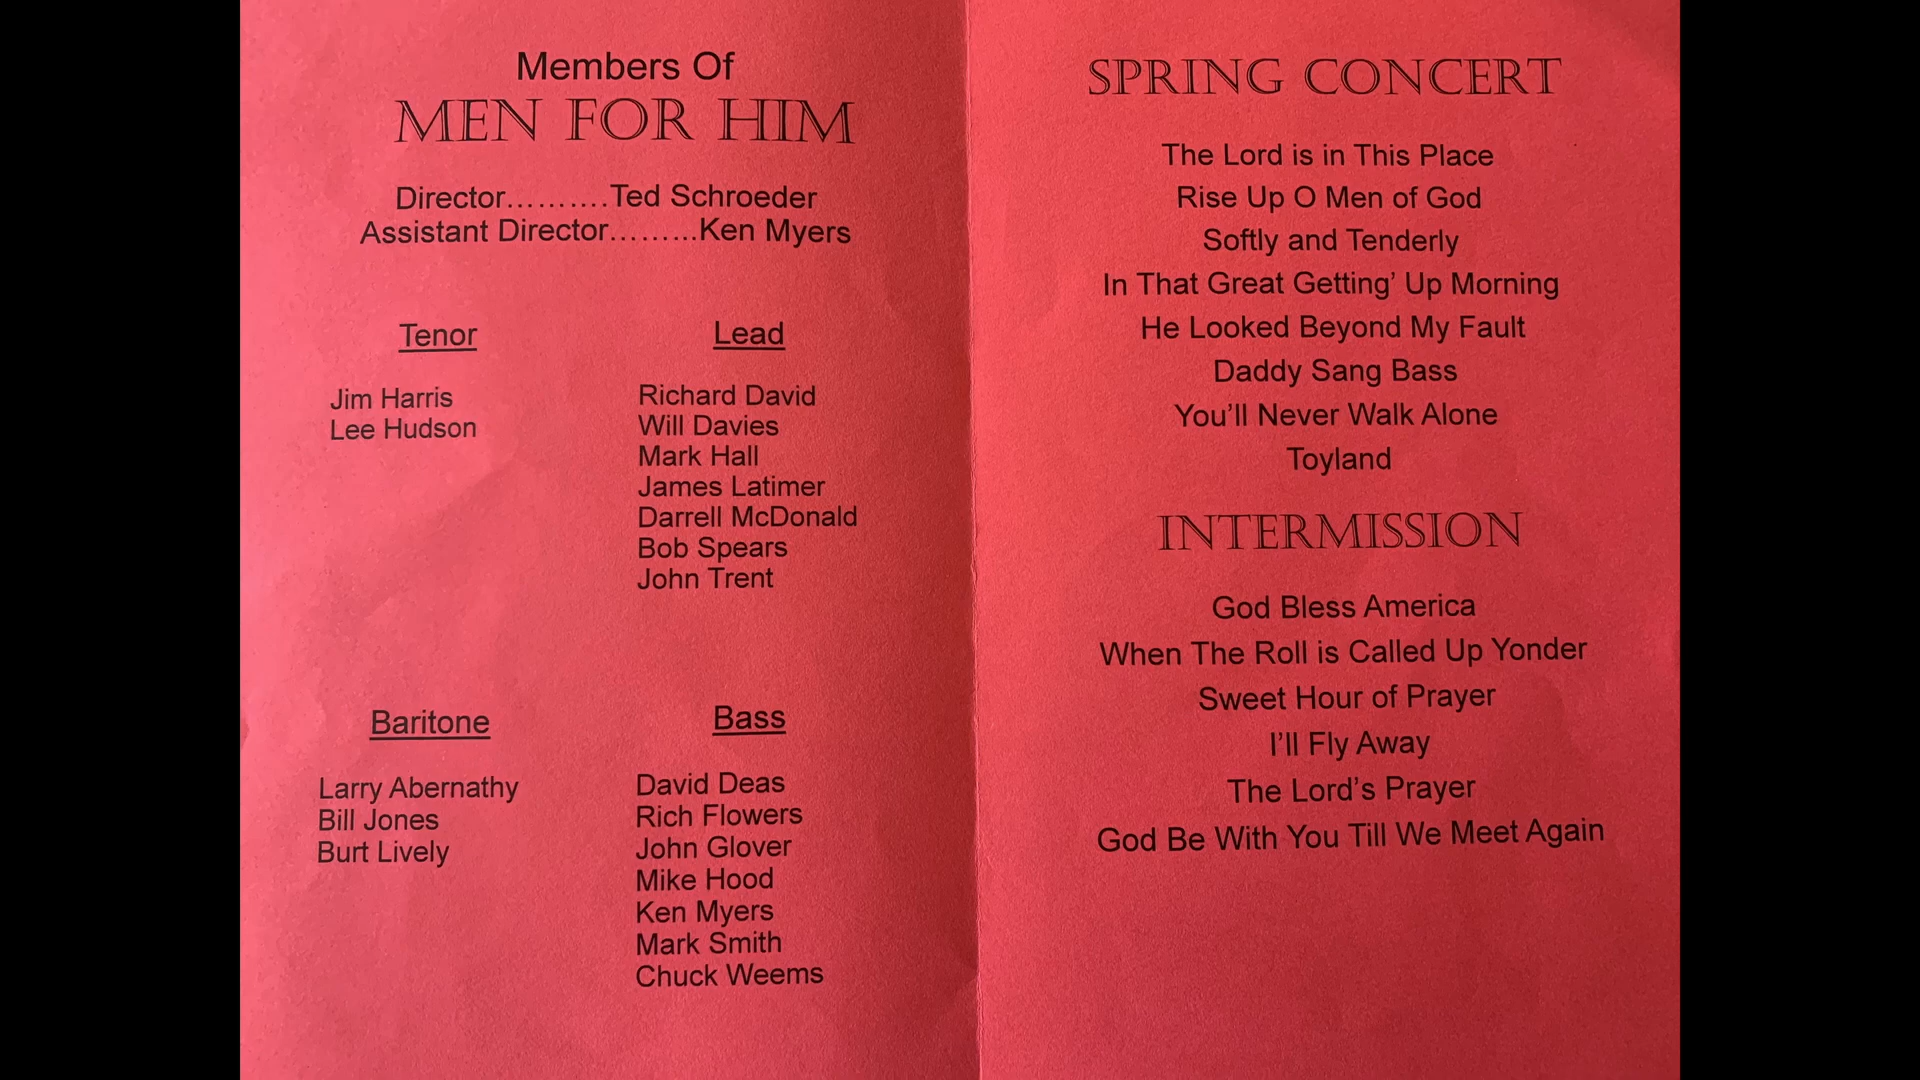 Members Of
MEN FOR HIM
Director……….Ted Schroeder
Assistant Director……...Ken Myers
Tenor
Jim Harris
Lee Hudson
Lead
Richard David
Will Davies
Mark Hall
James Latimer
Darrell McDonald
Bob Spears
John Trent
Baritone
Larry Abernathy
Bill Jones
Burt Lively
Bass
David Deas
Rich Flowers
John Glover
Mike Hood
Ken Myers
Mark Smith
Chuck Weems
SPRING CONCERT
The Lord is in This Place
Rise Up O Men of God
Softly and Tenderly
In That Great Getting’ Up Morning
He Looked Beyond My Fault
Daddy Sang Bass
You’ll Never Walk Alone
Toyland
INTERMISSION
God Bless America
When The Roll is Called Up Yonder
Sweet Hour of Prayer
I’ll Fly Away
The Lord’s Prayer
God Be With You Till We Meet Again